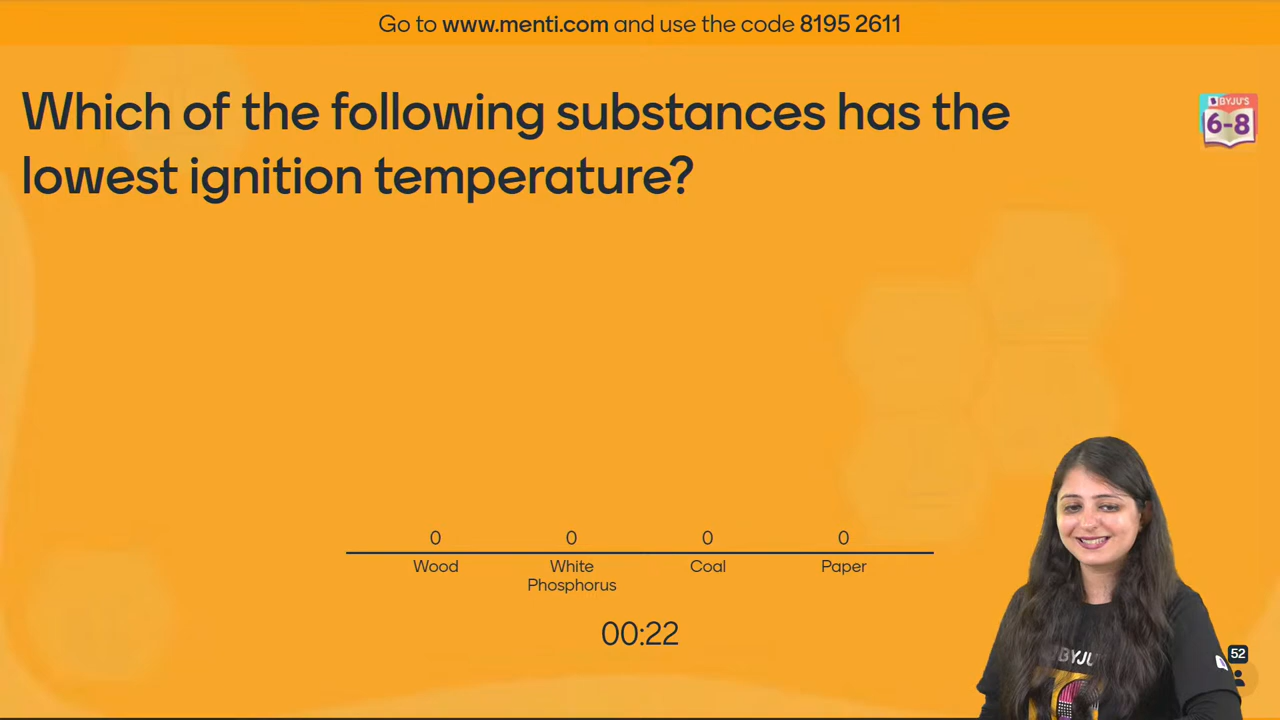 Go to www.menti.com and use the code 8195 2611
Which of the following substances has the
lowest ignition temperature?
BYJU'S
6-8
0 0 0 0
Wood White Phosphorus Coal Paper
00:22
BYJU
52